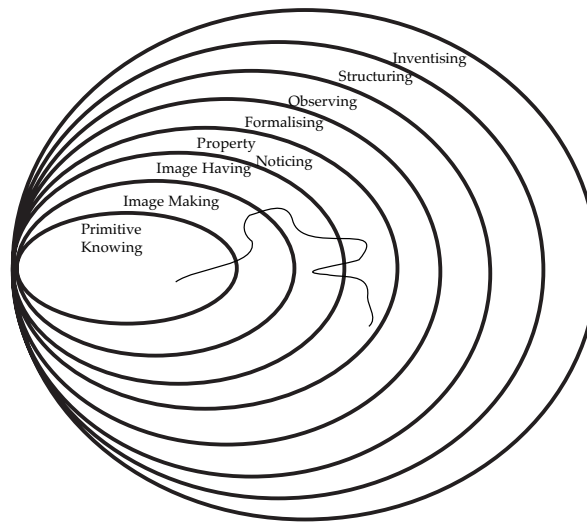 Inventising
Structuring
Observing
Formalising
Property
Noticing
Image Having
Image Making
Primitive
Knowing